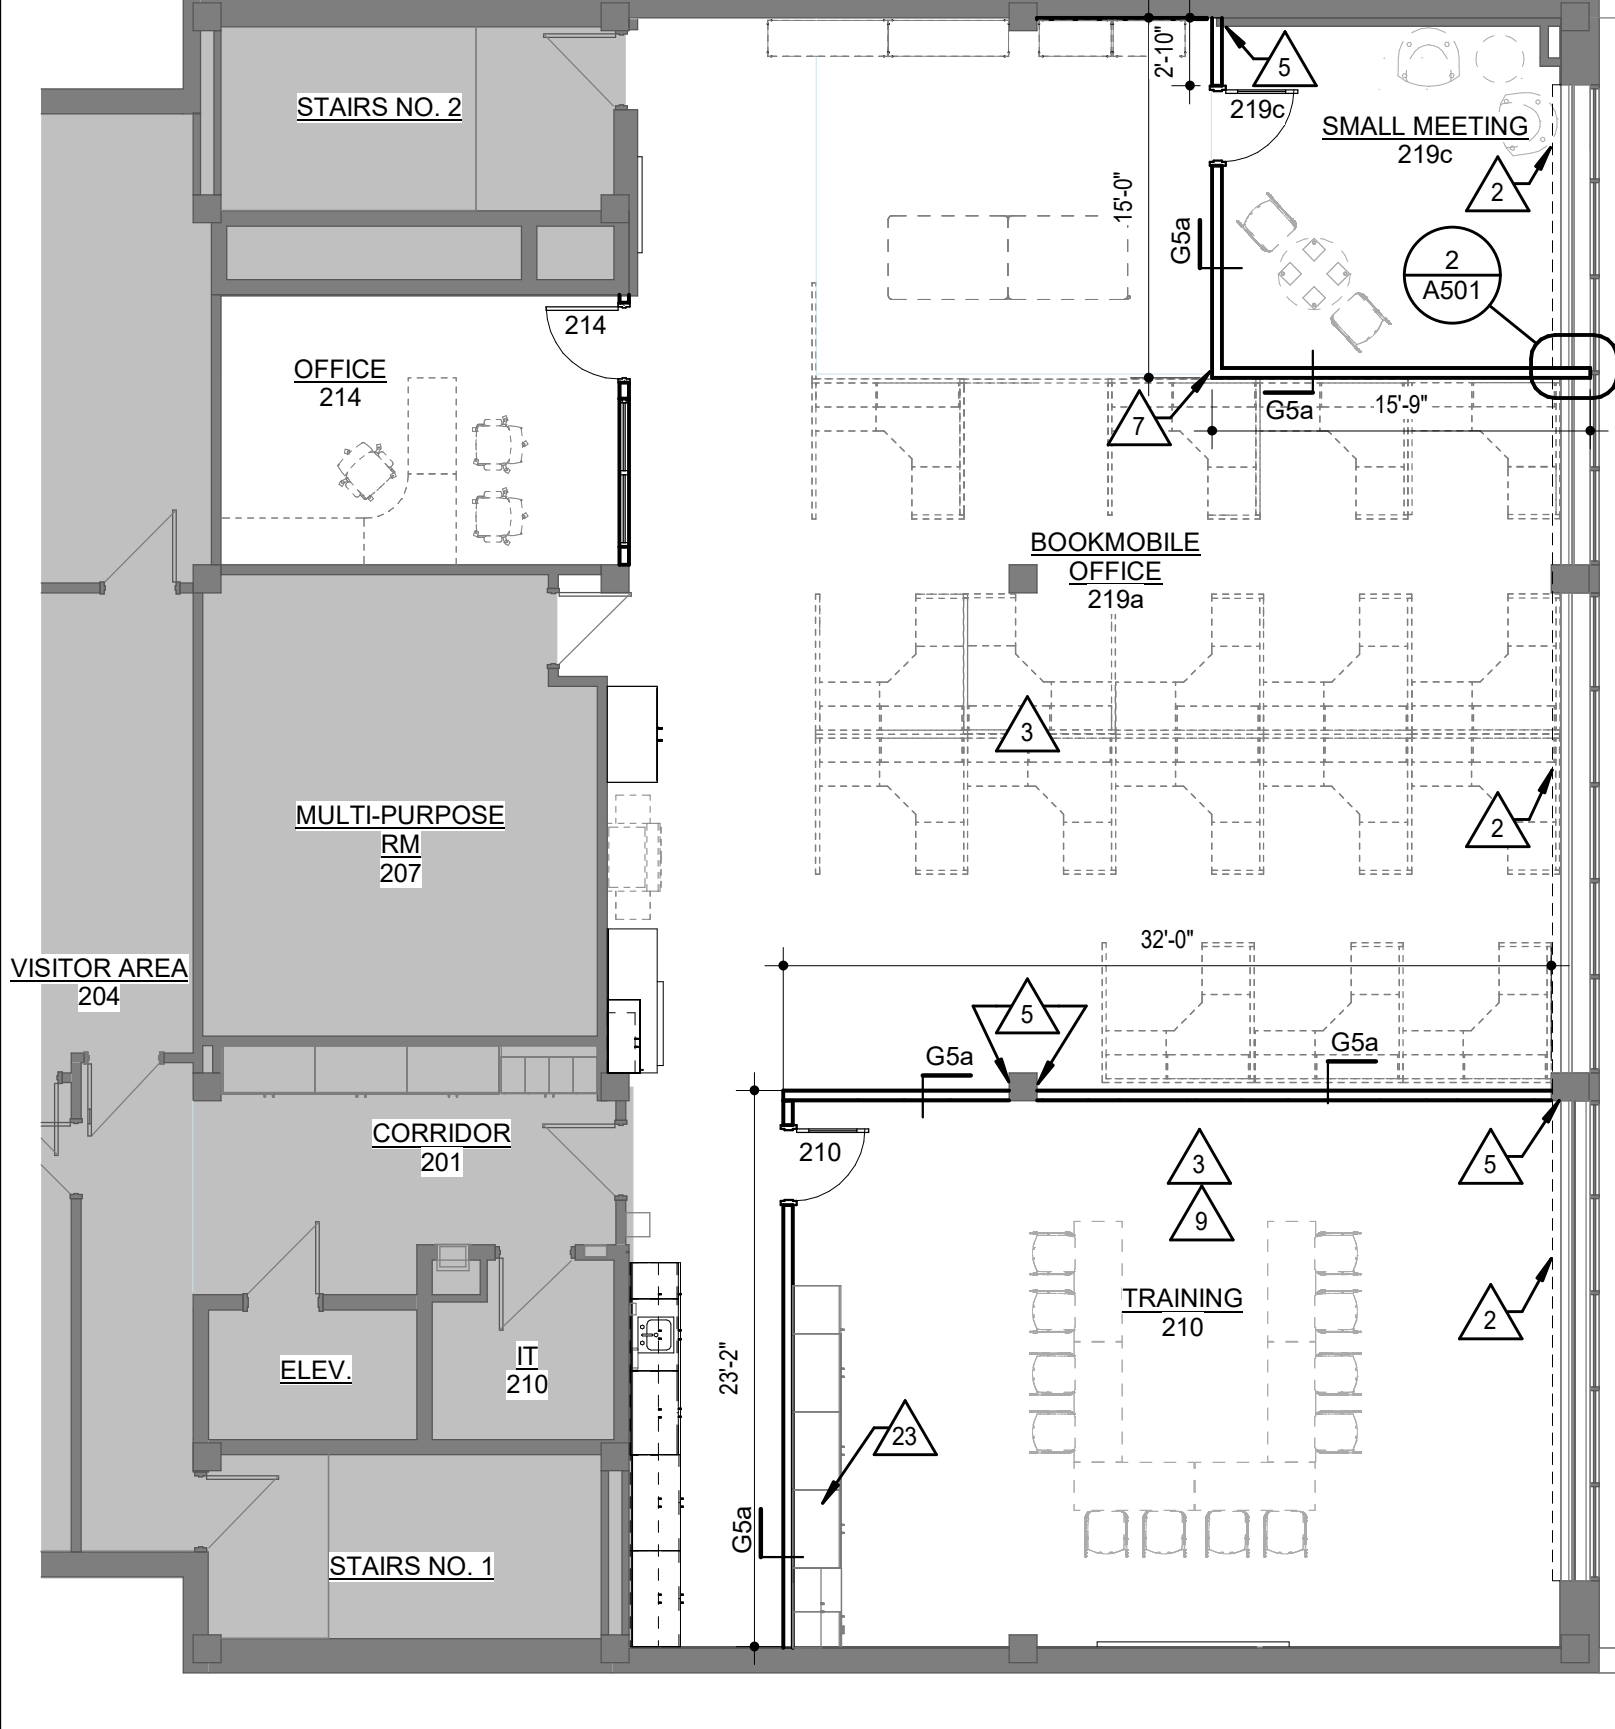 STAIRS NO. 2
2'-10"
5
219c
SMALL MEETING
219c
2
15'-0"
G5a
2
A501
214
OFFICE
214
G5a
15'-9"
7
BOOKMOBILE
OFFICE
219a
3
MULTI-PURPOSE
RM
207
2
32'-0"
VISITOR AREA
204
5
G5a
G5a
CORRIDOR
201
210
3
5
9
TRAINING
210
2
IT
210
ELEV.
23'-2"
23
G5a
STAIRS NO. 1